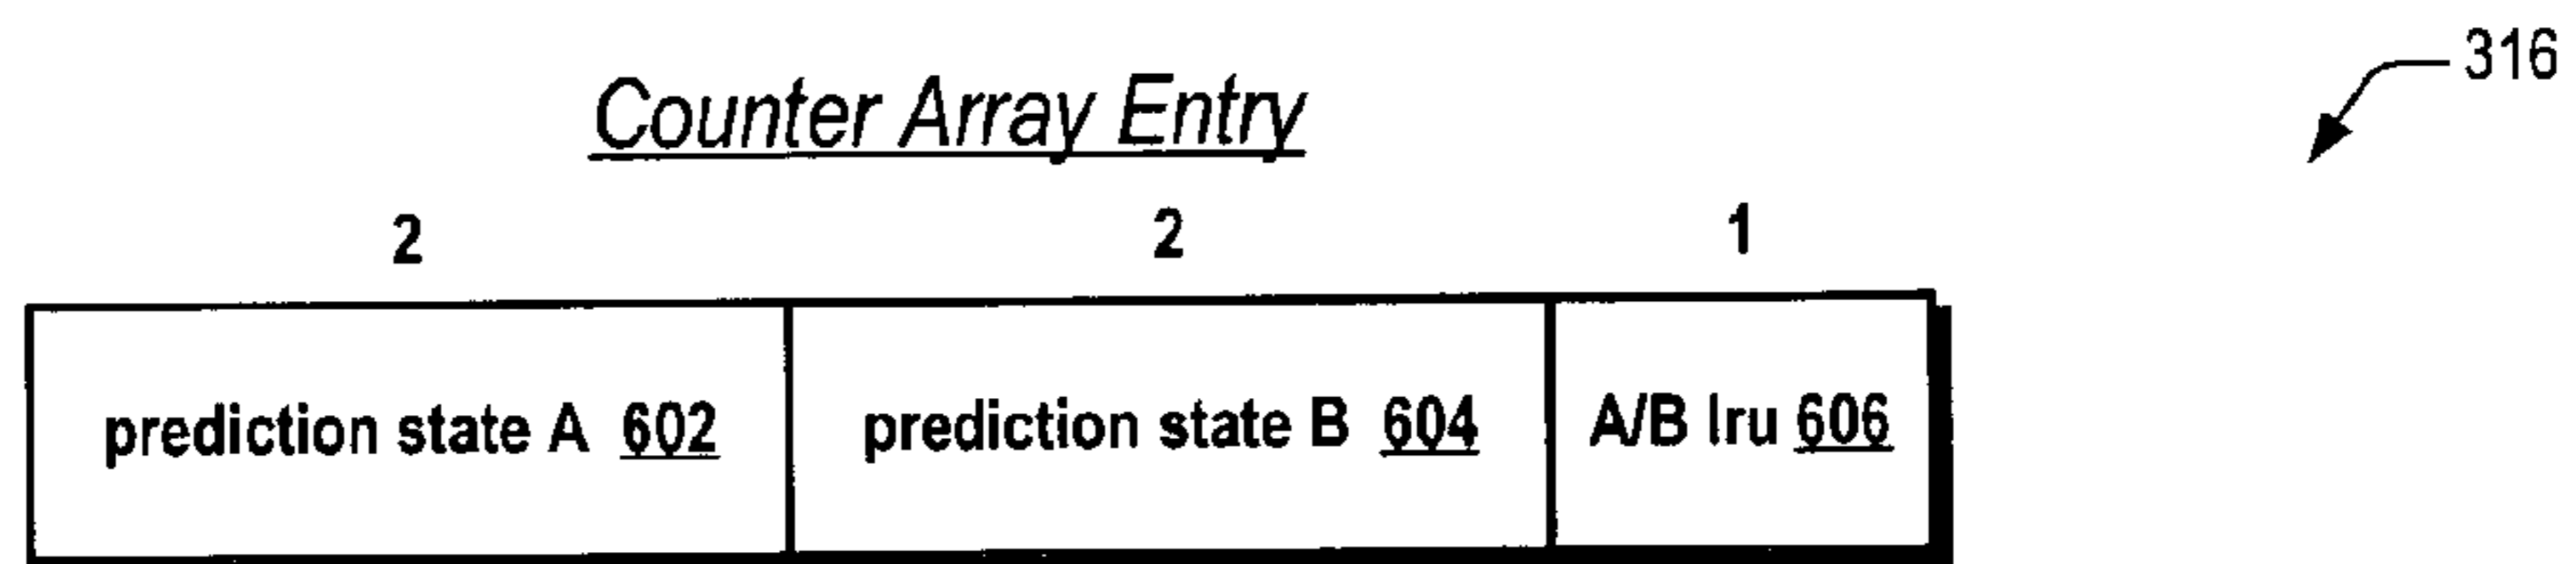 316
Counter Array Entry
2 2 1
prediction state A 602 prediction state B 604 A/B lru 606